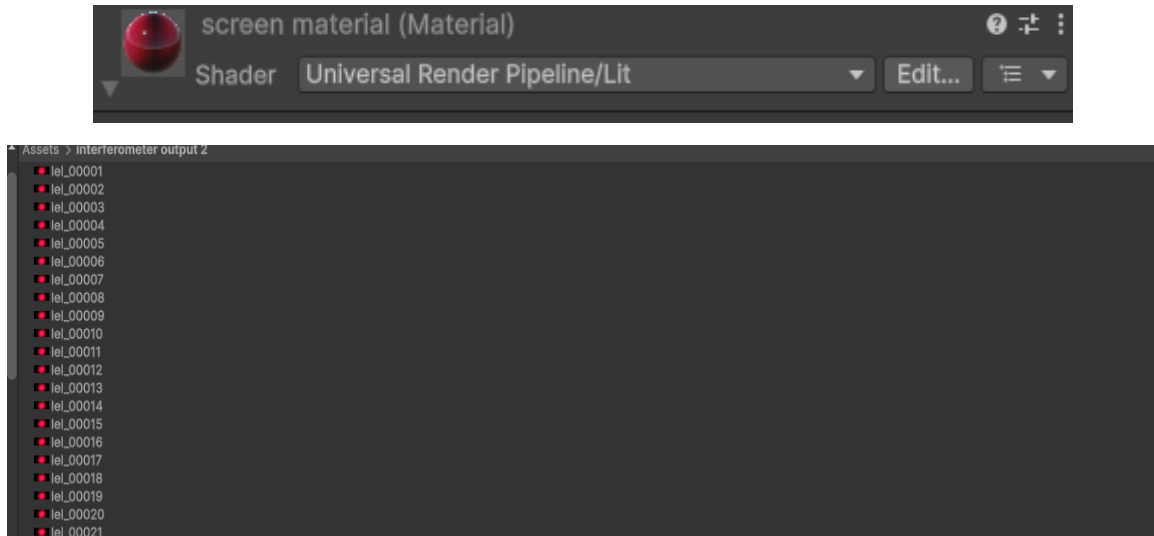 screen material (Material)
Shader Universal Render Pipeline/Lit Edit...
Assets > interferometer output 2
lel_00001
lel_00002
lel_00003
lel_00004
lel_00005
lel_00006
lel_00007
lel_00008
lel_00009
lel_00010
lel_00011
lel_00012
lel_00013
lel_00014
lel_00015
lel_00016
lel_00017
lel_00018
lel_00019
lel_00020
lel_00021